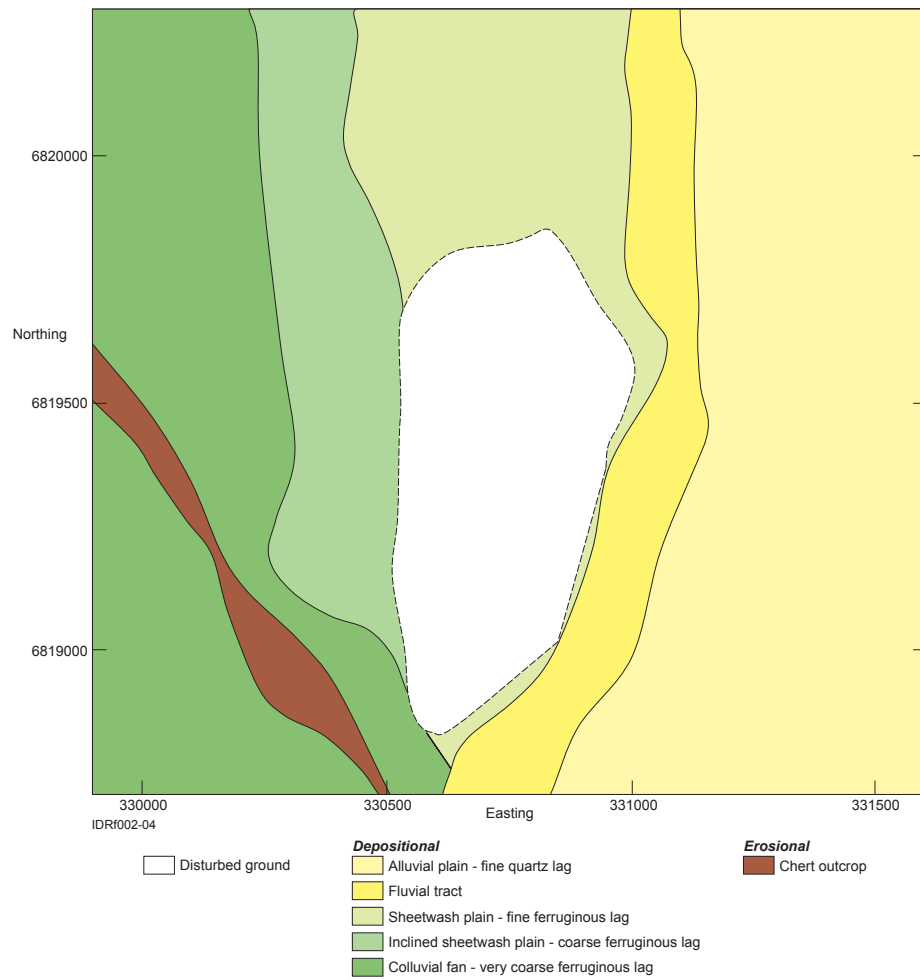 6820000
Northing
6819500
6819000
330000
330500
Easting
331000
331500
IDRf002-04
Disturbed ground
Depositional
Alluvial plain - fine quartz lag
Fluvial tract
Sheetwash plain - fine ferruginous lag
Inclined sheetwash plain - coarse ferruginous lag
Colluvial fan - very coarse ferruginous lag
Erosional
Chert outcrop